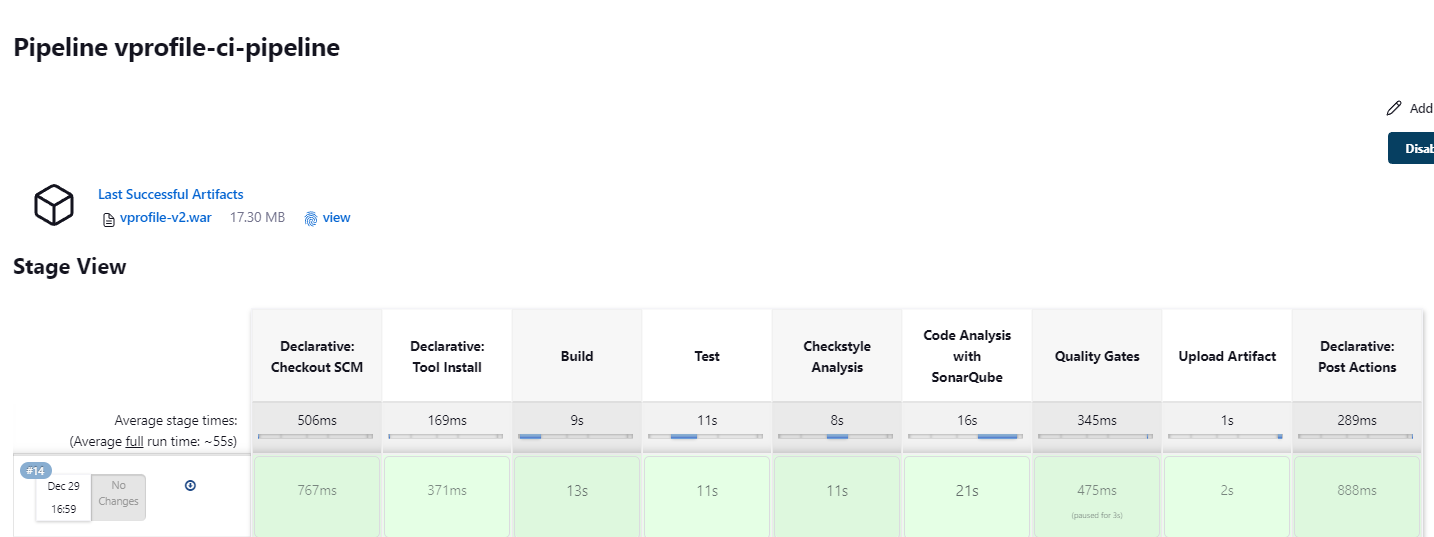 Pipeline vprofile-ci-pipeline
Add
Disab
Last Successful Artifacts
vprofile-v2.war 17.30 MB view
Stage View
Declarative: Checkout SCM
Declarative: Tool Install
Build
Test
Checkstyle Analysis
Code Analysis with SonarQube
Quality Gates
Upload Artifact
Declarative: Post Actions
Average stage times:
(Average full run time: ~55s)
506ms 169ms 9s 11s 8s 16s 345ms 1s 289ms
#14
Dec 29
16:59
No Changes
767ms 371ms 13s 11s 11s 21s 475ms 2s 888ms
(paused for 3s)